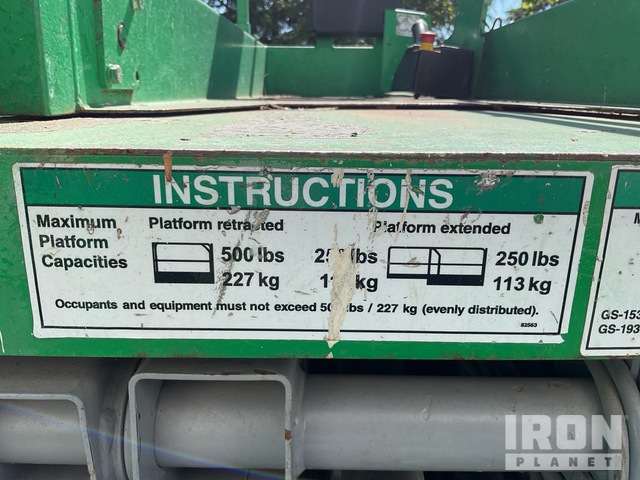 INSTRUCTIONS
Maximum Platform Capacities
Platform retracted
Platform extended
500 lbs
227 kg
250 lbs
113 kg
Occupants and equipment must not exceed lbs / 227 kg (evenly distributed).
82563
M
GS-153
GS-193
IRON
PLANET